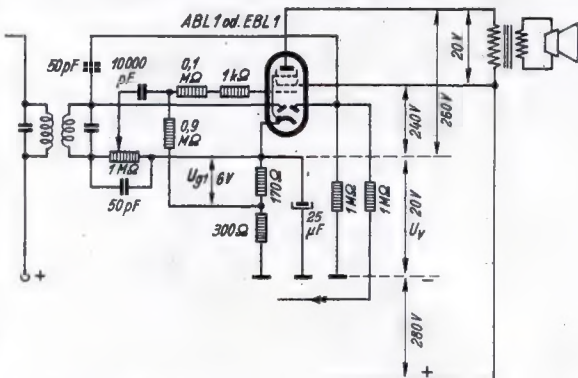 ABL1 od. EBL1
50pF
10000
pF
0,1
MΩ
1kΩ
20V
240V
260V
0,9
MΩ
1MΩ
50pF
Ug1 6V
170Ω
300Ω
25
µF
1MΩ
1MΩ
20V
Uv
280V
+
−
+